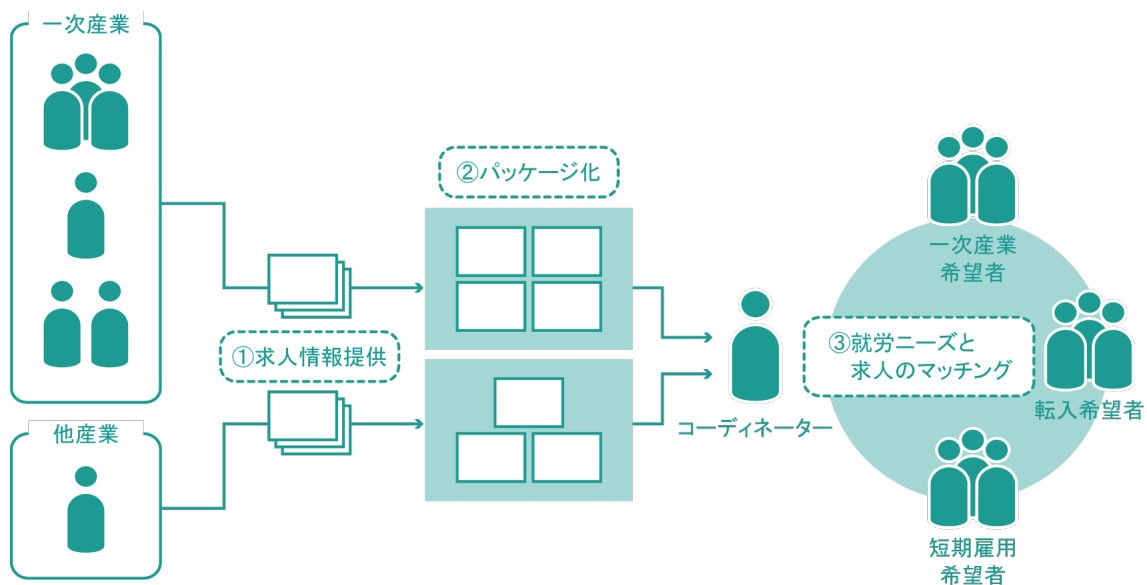 一次産業
②パッケージ化
①求人情報提供
他産業
コーディネーター
一次産業
希望者
③就労ニーズと
求人のマッチング
転入希望者
短期雇用
希望者